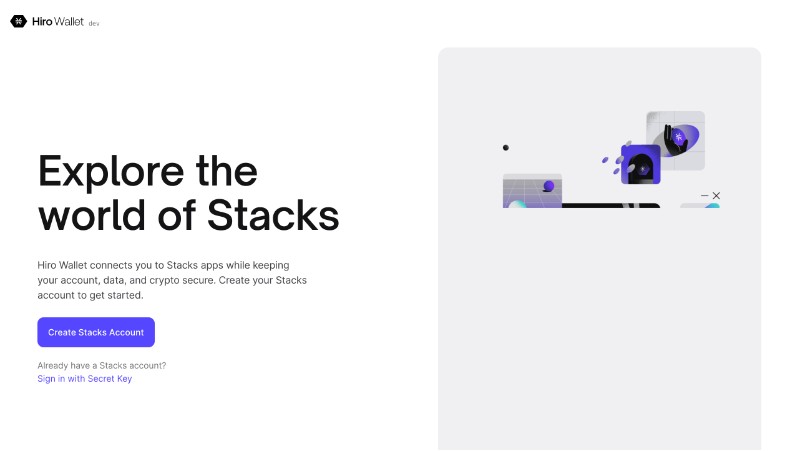 Hiro Wallet dev
Explore the
world of Stacks
Hiro Wallet connects you to Stacks apps while keeping
your account, data, and crypto secure. Create your Stacks
account to get started.
Create Stacks Account
Already have a Stacks account?
Sign in with Secret Key